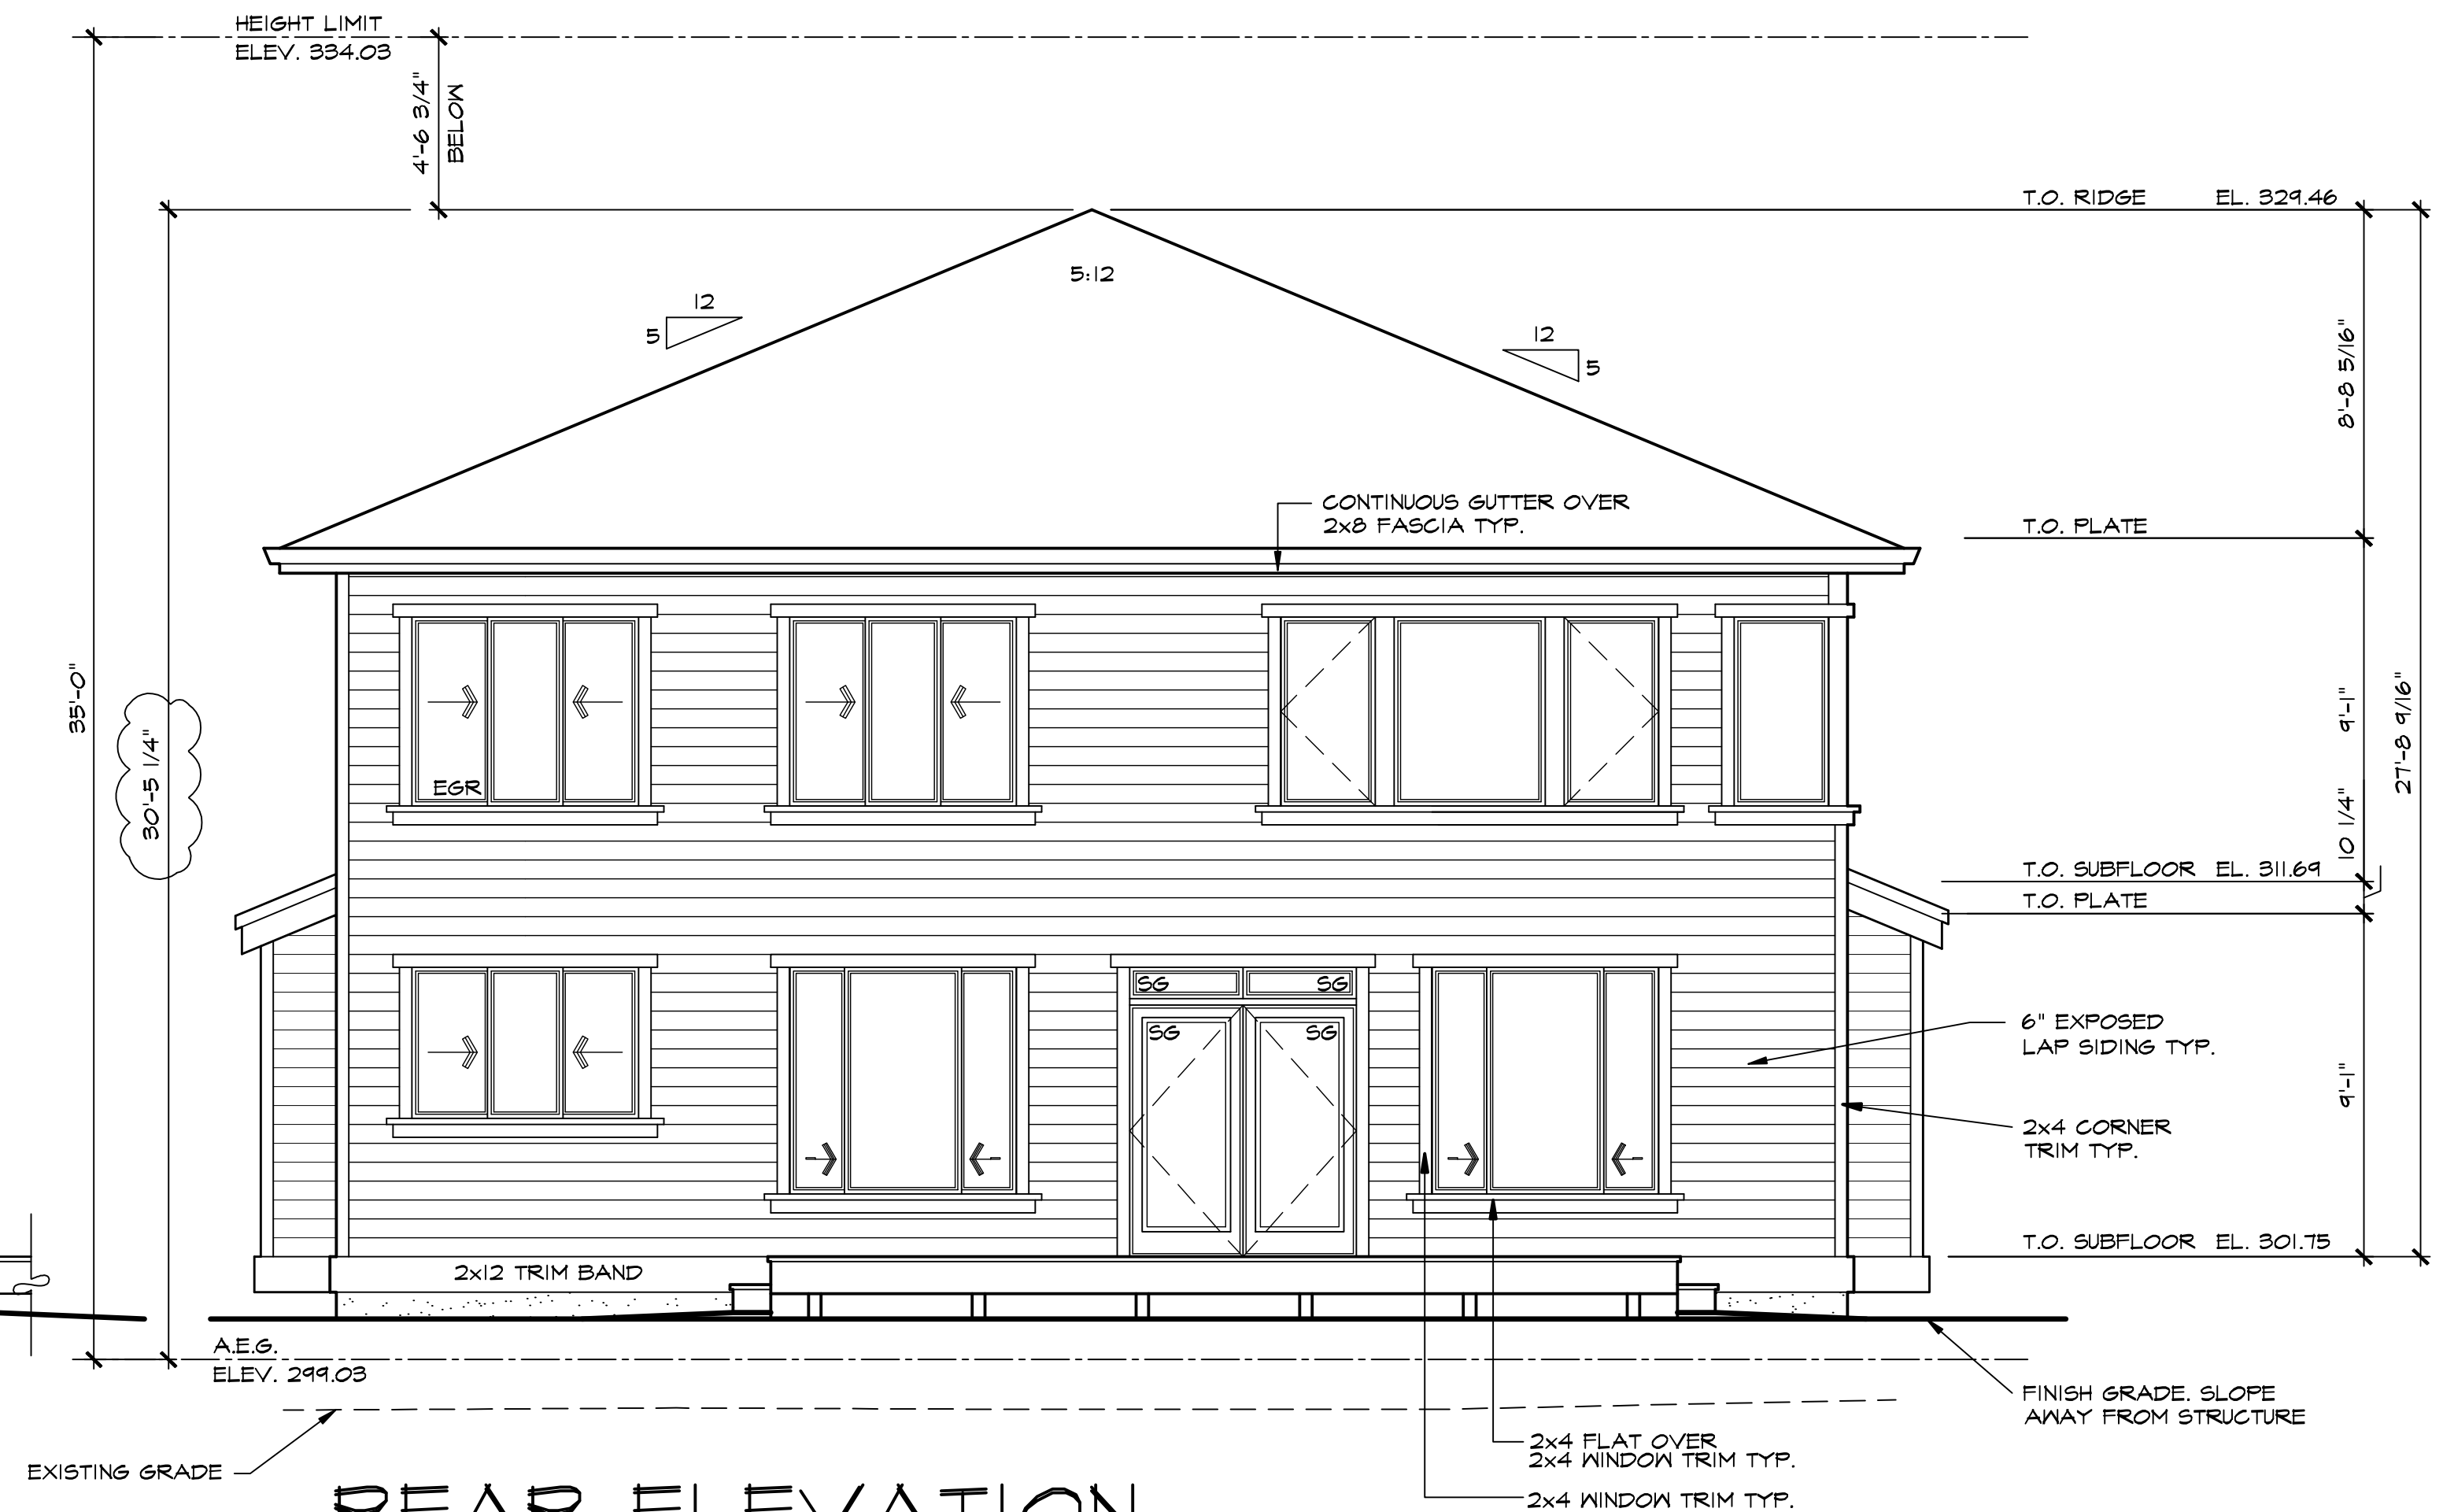 HEIGHT LIMIT
ELEV. 334.03
4'-6 3/4"
BELOW
T.O. RIDGE EL. 329.46
5:12
12
5
12
5
8'-8 5/16"
CONTINUOUS GUTTER OVER
2x8 FASCIA TYP.
T.O. PLATE
35'-0"
30'-5 1/4"
9'-1"
27'-8 9/16"
EGR
10 1/4"
T.O. SUBFLOOR EL. 311.69
T.O. PLATE
SG SG
SG SG
6" EXPOSED
LAP SIDING TYP.
9'-1"
2x4 CORNER
TRIM TYP.
T.O. SUBFLOOR EL. 301.75
2x12 TRIM BAND
A.E.G.
ELEV. 299.03
FINISH GRADE. SLOPE
AWAY FROM STRUCTURE
EXISTING GRADE
2x4 FLAT OVER
2x4 WINDOW TRIM TYP.
2x4 WINDOW TRIM TYP.
REAR ELEVATION